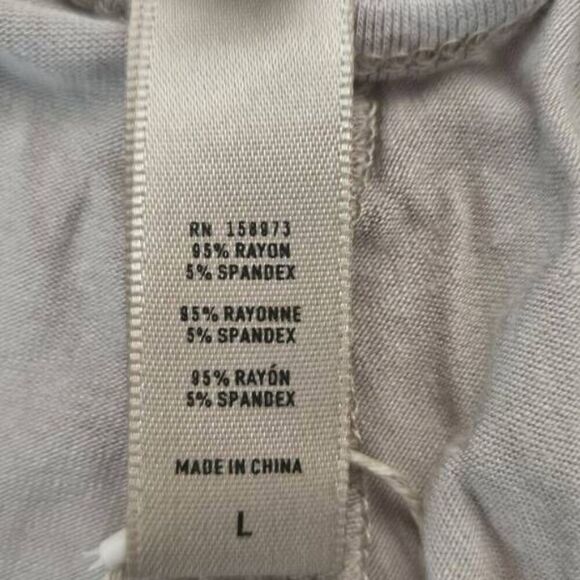 RN 158973
95% RAYON
5% SPANDEX
95% RAYONNE
5% SPANDEX
95% RAYÓN
5% SPANDEX
MADE IN CHINA
L